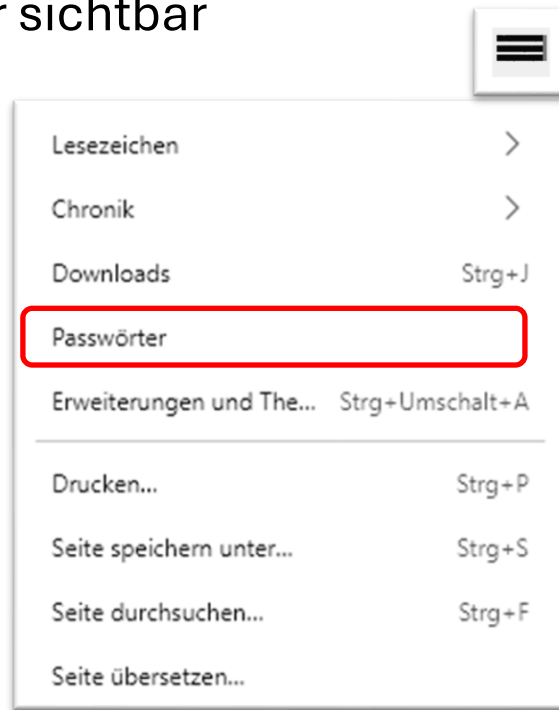 r sichtbar
Lesezeichen
Chronik
Downloads Strg+J
Passwörter
Erweiterungen und The... Strg+Umschalt+A
Drucken... Strg+P
Seite speichern unter... Strg+S
Seite durchsuchen... Strg+F
Seite übersetzen...